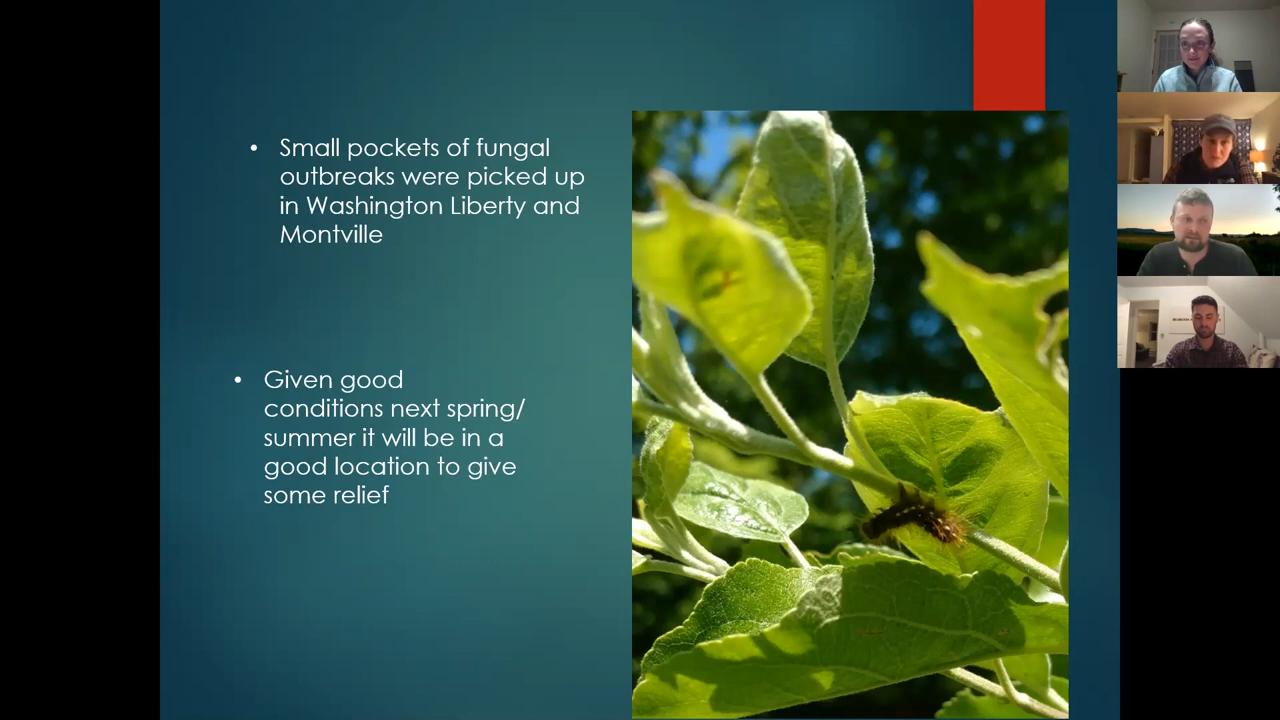 • Small pockets of fungal
outbreaks were picked up
in Washington Liberty and
Montville
• Given good
conditions next spring/
summer it will be in a
good location to give
some relief